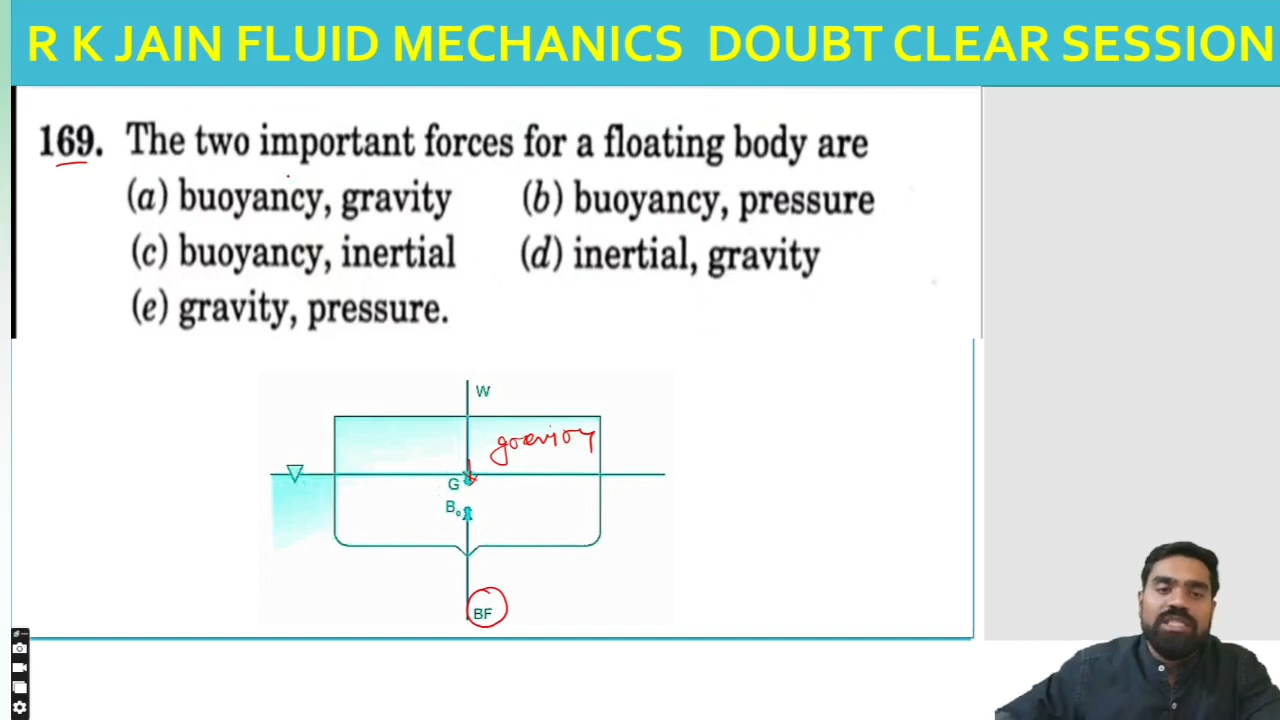 R K JAIN FLUID MECHANICS DOUBT CLEAR SESSION
169. The two important forces for a floating body are
(a) buoyancy, gravity (b) buoyancy, pressure
(c) buoyancy, inertial (d) inertial, gravity
(e) gravity, pressure.
W
G
B₀
BF